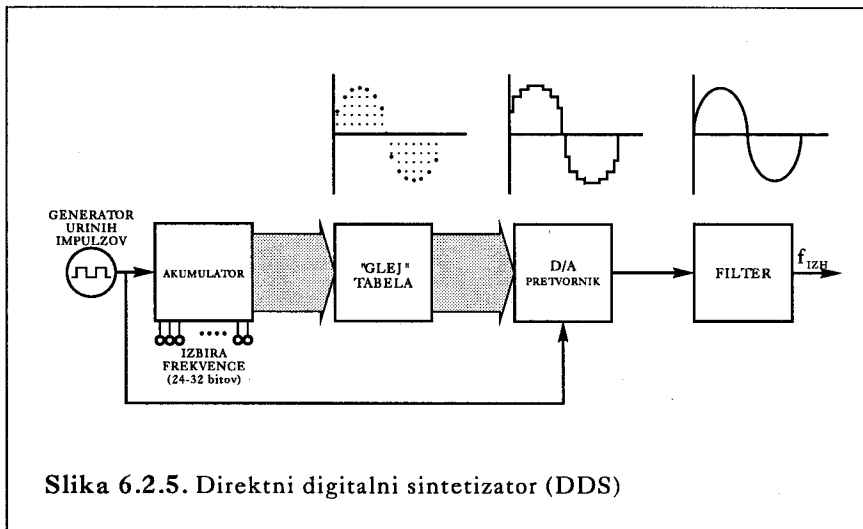 GENERATOR
URINIH
IMPULZOV
AKUMULATOR
"GLEJ"
TABELA
D/A
PRETVORNIK
FILTER
f IZH
IZBIRA
FREKVENCE
(24-32 bitov)
Slika 6.2.5. Direktni digitalni sintetizator (DDS)